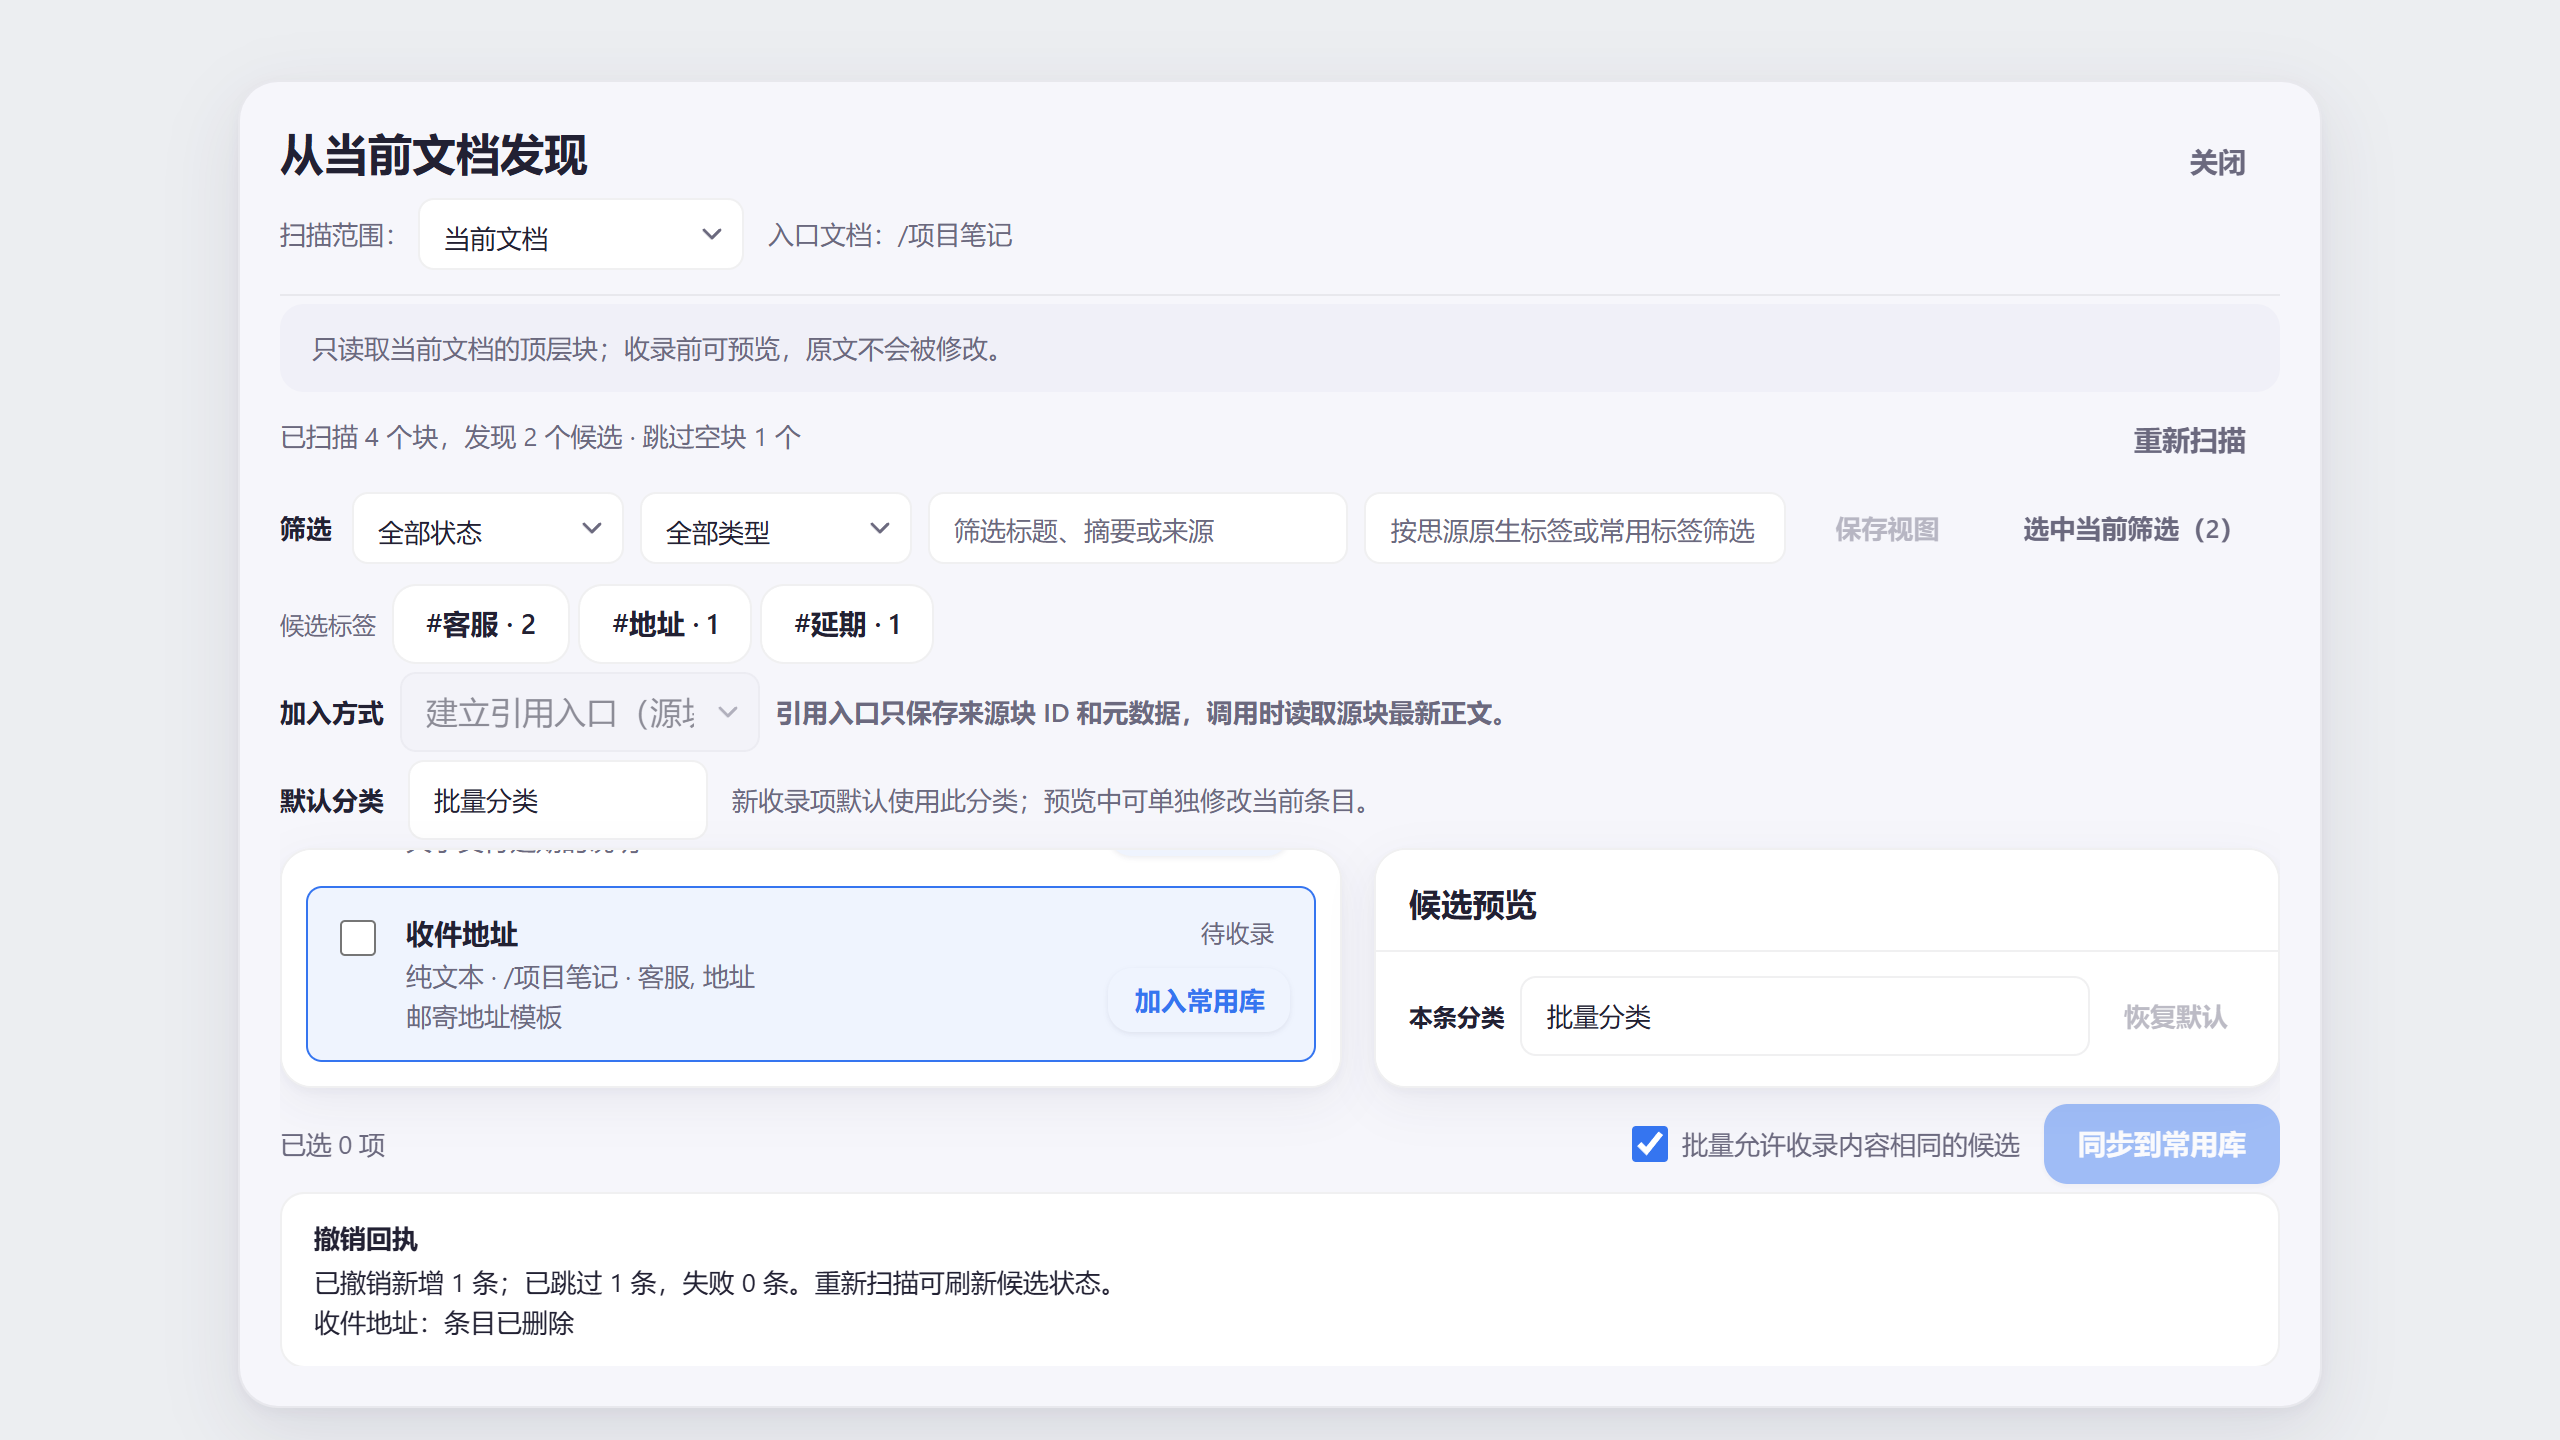 从当前文档发现
关闭
扫描范围：
当前文档
入口文档：/项目笔记
只读取当前文档的顶层块；收录前可预览，原文不会被修改。
已扫描 4 个块，发现 2 个候选 · 跳过空块 1 个
重新扫描
筛选
全部状态
全部类型
筛选标题、摘要或来源
按思源原生标签或常用标签筛选
保存视图
选中当前筛选（2）
候选标签
#客服 · 2
#地址 · 1
#延期 · 1
加入方式
建立引用入口（源
引用入口只保存来源块 ID 和元数据，调用时读取源块最新正文。
默认分类
批量分类
新收录项默认使用此分类；预览中可单独修改当前条目。
收件地址
待收录
纯文本 · /项目笔记 · 客服, 地址
邮寄地址模板
加入常用库
候选预览
本条分类
批量分类
恢复默认
已选 0 项
批量允许收录内容相同的候选
同步到常用库
撤销回执
已撤销新增 1 条；已跳过 1 条，失败 0 条。重新扫描可刷新候选状态。
收件地址：条目已删除